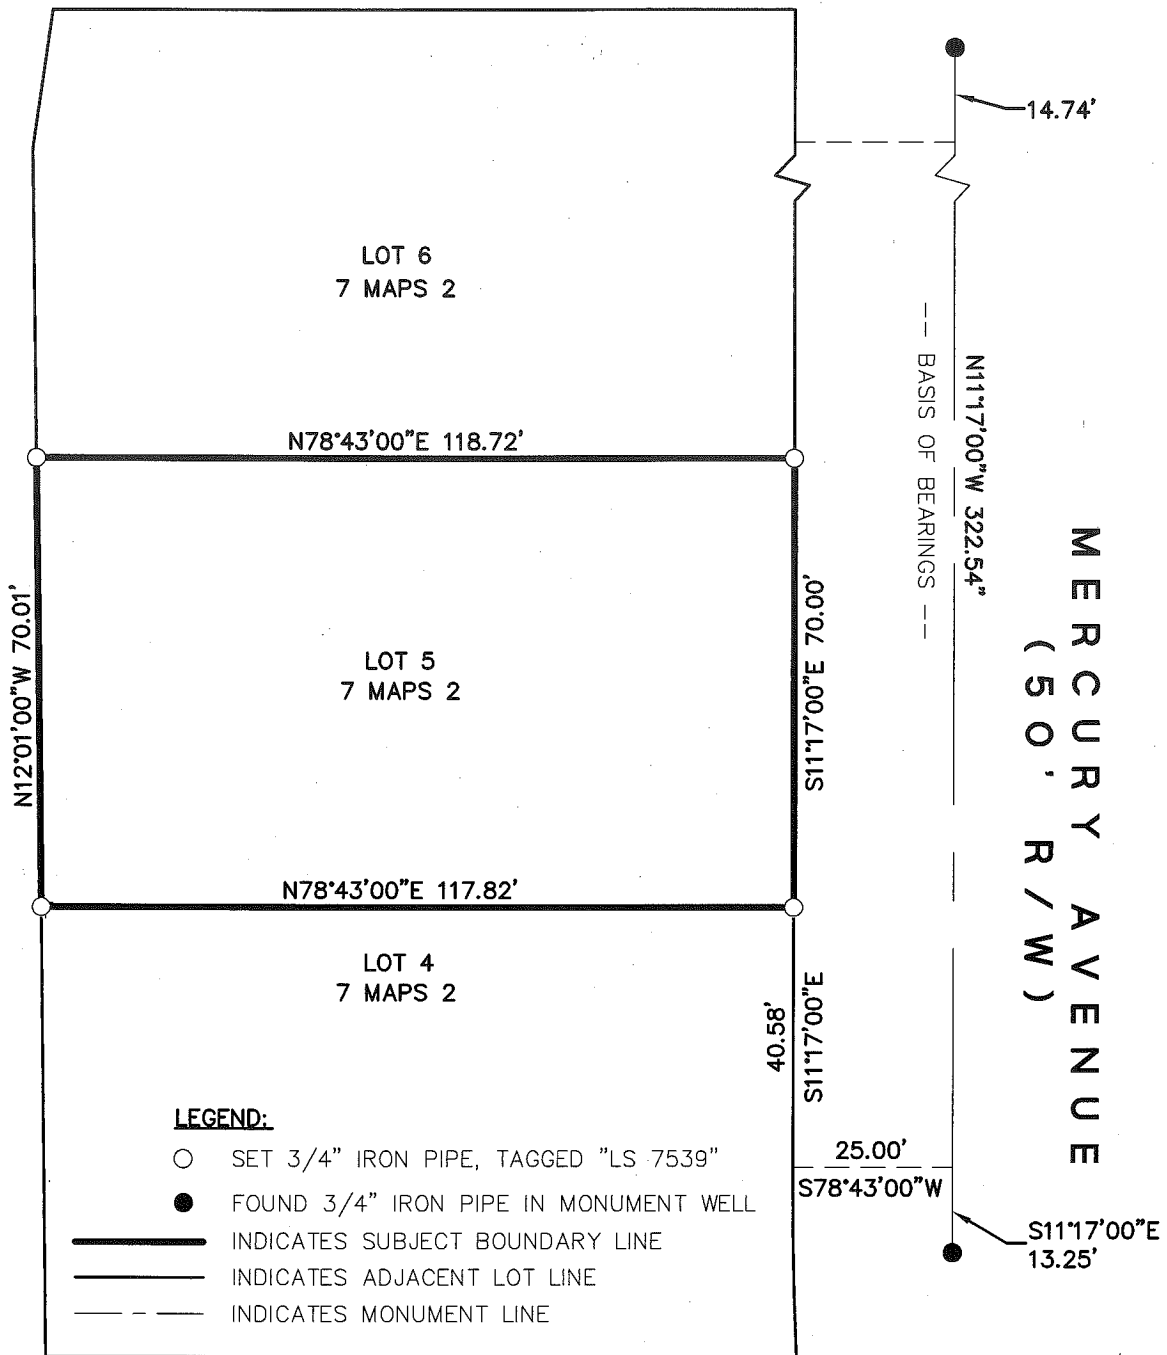 14.74'
LOT 6
7 MAPS 2
N11°17'00"W 322.54"
-- BASIS OF BEARINGS --
N78°43'00"E 118.72'
MERCURY AVENUE
(50' R/W)
N12°01'00"W 70.01'
LOT 5
7 MAPS 2
S11°17'00"E 70.00'
N78°43'00"E 117.82'
LOT 4
7 MAPS 2
40.58'
S11°17'00"E
LEGEND:
SET 3/4" IRON PIPE, TAGGED "LS 7539"
FOUND 3/4" IRON PIPE IN MONUMENT WELL
INDICATES SUBJECT BOUNDARY LINE
INDICATES ADJACENT LOT LINE
INDICATES MONUMENT LINE
25.00'
S78°43'00"W
S11°17'00"E
13.25'